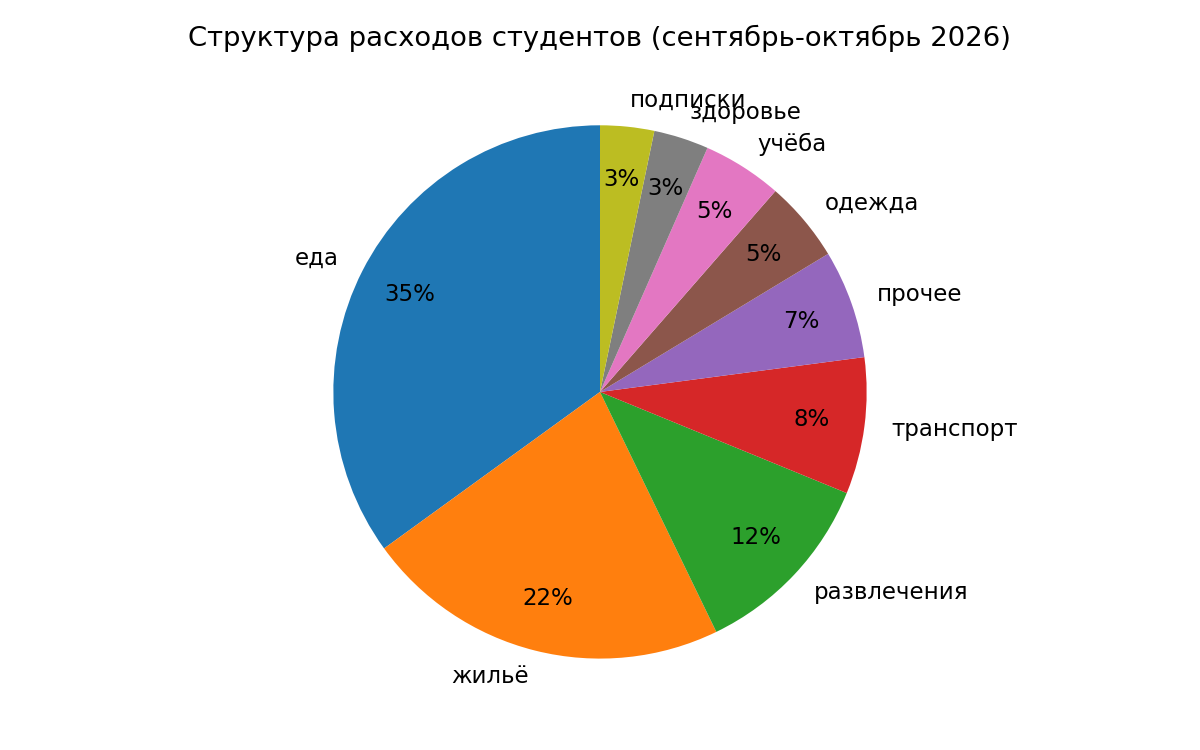 Структура расходов студентов (сентябрь-октябрь 2026)
подписки
здоровье
учёба
одежда
прочее
транспорт
развлечения
жильё
еда
3%
3%
5%
5%
7%
8%
12%
22%
35%